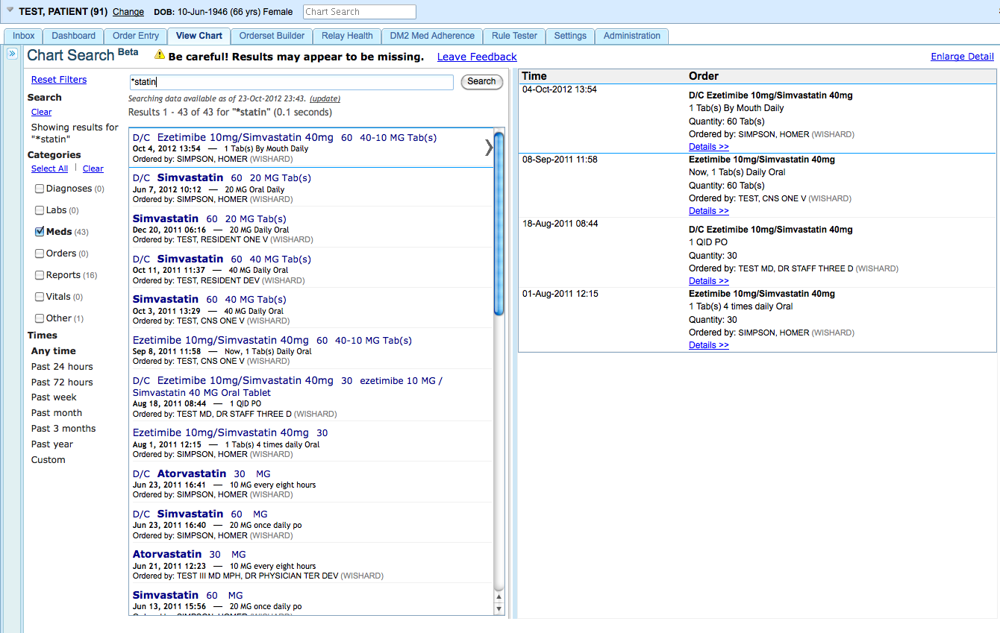 TEST, PATIENT (91) Change DOB: 10-Jun-1946 (66 yrs) Female Chart Search
Inbox Dashboard Order Entry View Chart Orderset Builder Relay Health DM2 Med Adherence Rule Tester Settings Administration
»
Chart Search Beta Be careful! Results may appear to be missing. Leave Feedback Enlarge Detail
Reset Filters
Search
Clear
Showing results for
"*statin"
Categories
Select All | Clear
Diagnoses (0)
Labs (0)
Meds (43)
Orders (0)
Reports (16)
Vitals (0)
Other (1)
Times
Any time
Past 24 hours
Past 72 hours
Past week
Past month
Past 3 months
Past year
Custom
*statin Search
Searching data available as of 23-Oct-2012 23:43. (update)
Results 1 - 43 of 43 for "*statin" (0.1 seconds)
D/C Ezetimibe 10mg/Simvastatin 40mg 60 40-10 MG Tab(s)
Oct 4, 2012 13:54 — 1 Tab(s) By Mouth Daily
Ordered by: SIMPSON, HOMER (WISHARD)
D/C Simvastatin 60 20 MG Tab(s)
Jun 7, 2012 10:12 — 20 MG Oral Daily
Ordered by: SIMPSON, HOMER (WISHARD)
Simvastatin 60 20 MG Tab(s)
Dec 20, 2011 06:16 — 20 MG Daily Oral
Ordered by: TEST, RESIDENT ONE V (WISHARD)
D/C Simvastatin 60 40 MG Tab(s)
Oct 11, 2011 11:37 — 40 MG Daily Oral
Ordered by: TEST, RESIDENT DEV (WISHARD)
Simvastatin 60 40 MG Tab(s)
Oct 3, 2011 13:29 — 40 MG Daily Oral
Ordered by: TEST, CNS ONE V (WISHARD)
Ezetimibe 10mg/Simvastatin 40mg 60 40-10 MG Tab(s)
Sep 8, 2011 11:58 — Now, 1 Tab(s) Daily Oral
Ordered by: TEST, CNS ONE V (WISHARD)
D/C Ezetimibe 10mg/Simvastatin 40mg 30 ezetimibe 10 MG /
Simvastatin 40 MG Oral Tablet
Aug 18, 2011 08:44 — 1 QID PO
Ordered by: TEST MD, DR STAFF THREE D (WISHARD)
Ezetimibe 10mg/Simvastatin 40mg 30
Aug 1, 2011 12:15 — 1 Tab(s) 4 times daily Oral
Ordered by: SIMPSON, HOMER (WISHARD)
D/C Atorvastatin 30 MG
Jun 23, 2011 16:41 — 10 MG every eight hours
Ordered by: SIMPSON, HOMER (WISHARD)
D/C Simvastatin 60 MG
Jun 23, 2011 16:40 — 20 MG once daily po
Ordered by: SIMPSON, HOMER (WISHARD)
Atorvastatin 30 MG
Jun 21, 2011 12:23 — 10 MG every eight hours
Ordered by: TEST III MD MPH, DR PHYSICIAN TER DEV (WISHARD)
Simvastatin 60 MG
Jun 13, 2011 15:56 — 20 MG once daily po
Ordered by: SIMPSON, HOMER (WISHARD)
Time Order
04-Oct-2012 13:54
D/C Ezetimibe 10mg/Simvastatin 40mg
1 Tab(s) By Mouth Daily
Quantity: 60 Tab(s)
Ordered by: SIMPSON, HOMER (WISHARD)
Details >>
08-Sep-2011 11:58 Ezetimibe 10mg/Simvastatin 40mg
Now, 1 Tab(s) Daily Oral
Quantity: 60 Tab(s)
Ordered by: TEST, CNS ONE V (WISHARD)
Details >>
18-Aug-2011 08:44
D/C Ezetimibe 10mg/Simvastatin 40mg
1 QID PO
Quantity: 30
Ordered by: TEST MD, DR STAFF THREE D (WISHARD)
Details >>
01-Aug-2011 12:15 Ezetimibe 10mg/Simvastatin 40mg
1 Tab(s) 4 times daily Oral
Quantity: 30
Ordered by: SIMPSON, HOMER (WISHARD)
Details >>